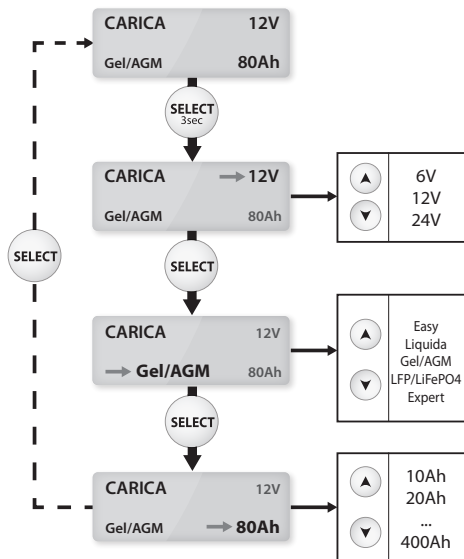 CARICA 12V
Gel/AGM 80Ah
SELECT
3sec
CARICA 12V
Gel/AGM 80Ah
6V
12V
24V
SELECT
SELECT
CARICA 12V
Gel/AGM 80Ah
Easy
Liquida
Gel/AGM
LFP/LiFePO4
Expert
SELECT
CARICA 12V
Gel/AGM 80Ah
10Ah
20Ah
...
400Ah